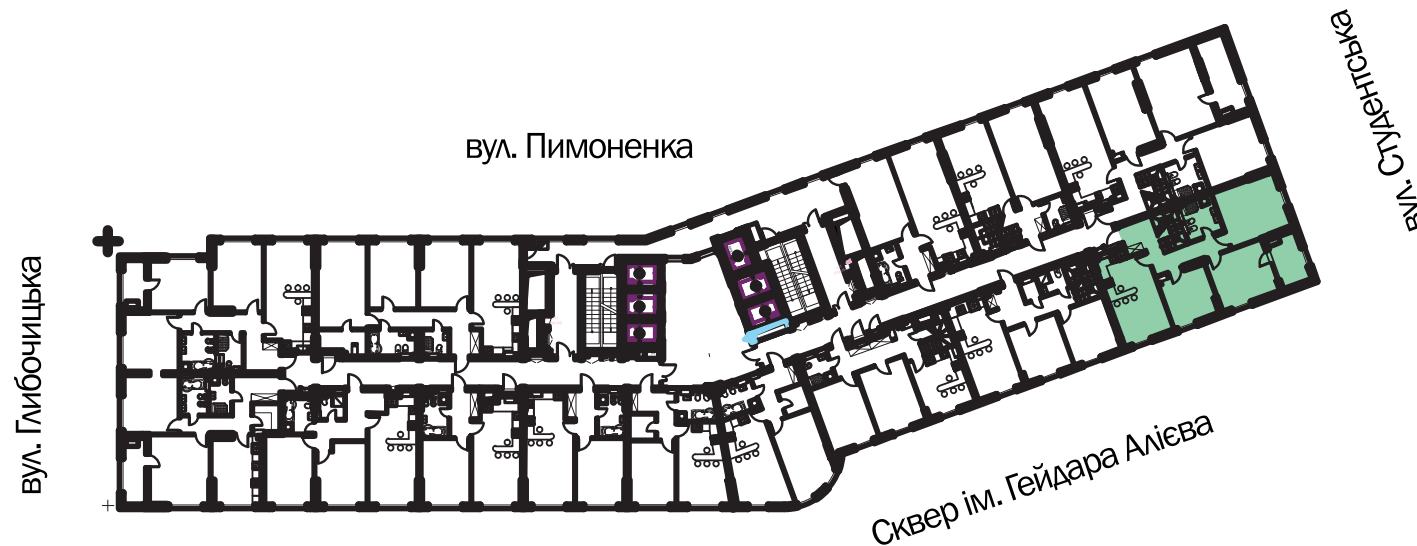 вул. Пимоненка
вул. Студентська
вул. Глибочицька
Сквер ім. Гейдара Алієва